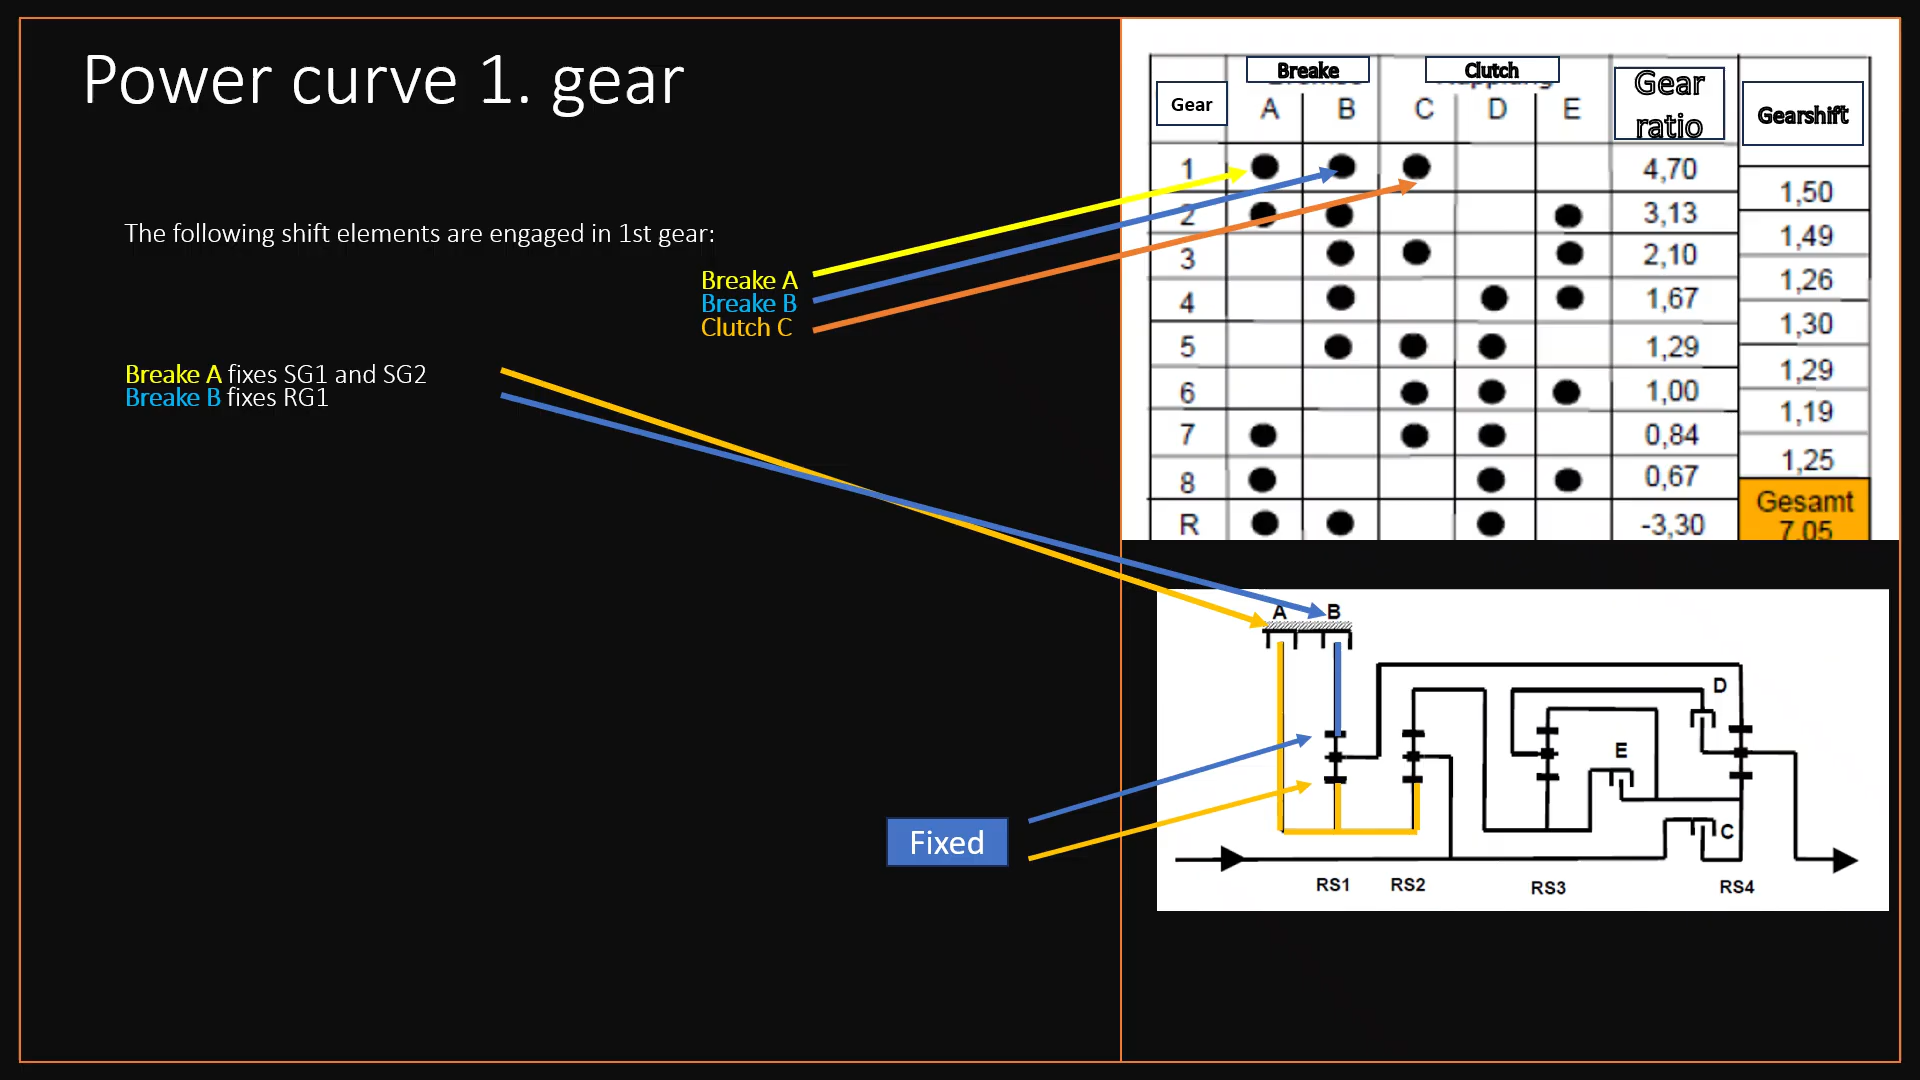 Power curve 1. gear
The following shift elements are engaged in 1st gear:
Breake A
Breake B
Clutch C
Breake A fixes SG1 and SG2
Breake B fixes RG1
Fixed
Gear Breake Clutch Gear ratio Gearshift
A B C D E
1 4,70
1,50
2 3,13
1,49
3 2,10
1,26
4 1,67
1,30
5 1,29
1,29
6 1,00
1,19
7 0,84
1,25
8 0,67
Gesamt
R -3,30 7,05
A B
D
E
C
RS1 RS2 RS3 RS4